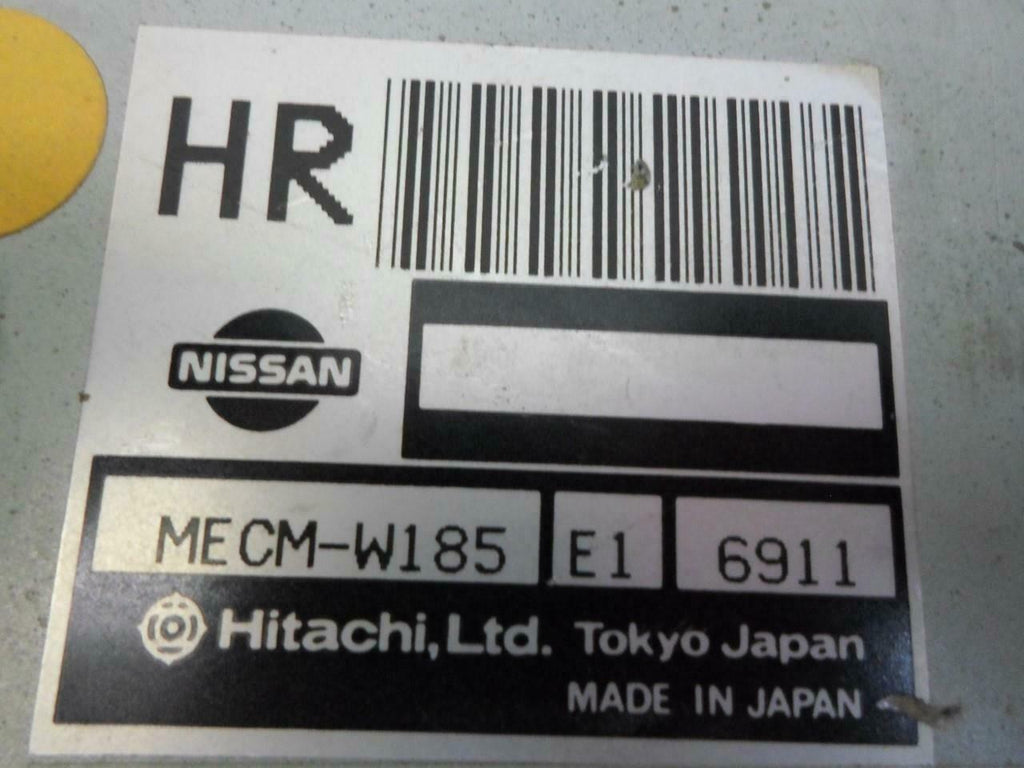 HR
NISSAN
MECM-W185 E1 6911
Hitachi, Ltd. Tokyo Japan
MADE IN JAPAN